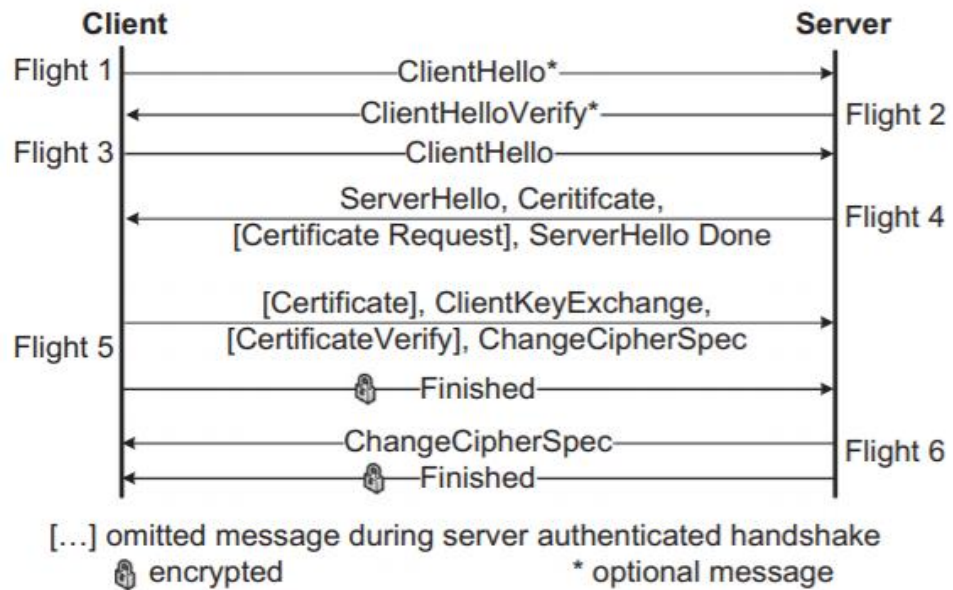 Client Server
Flight 1 ClientHello*
ClientHelloVerify* Flight 2
Flight 3 ClientHello
ServerHello, Ceritifcate,
[Certificate Request], ServerHello Done Flight 4
[Certificate], ClientKeyExchange,
Flight 5 [CertificateVerify], ChangeCipherSpec
Finished
ChangeCipherSpec Flight 6
Finished
[...] omitted message during server authenticated handshake
encrypted * optional message